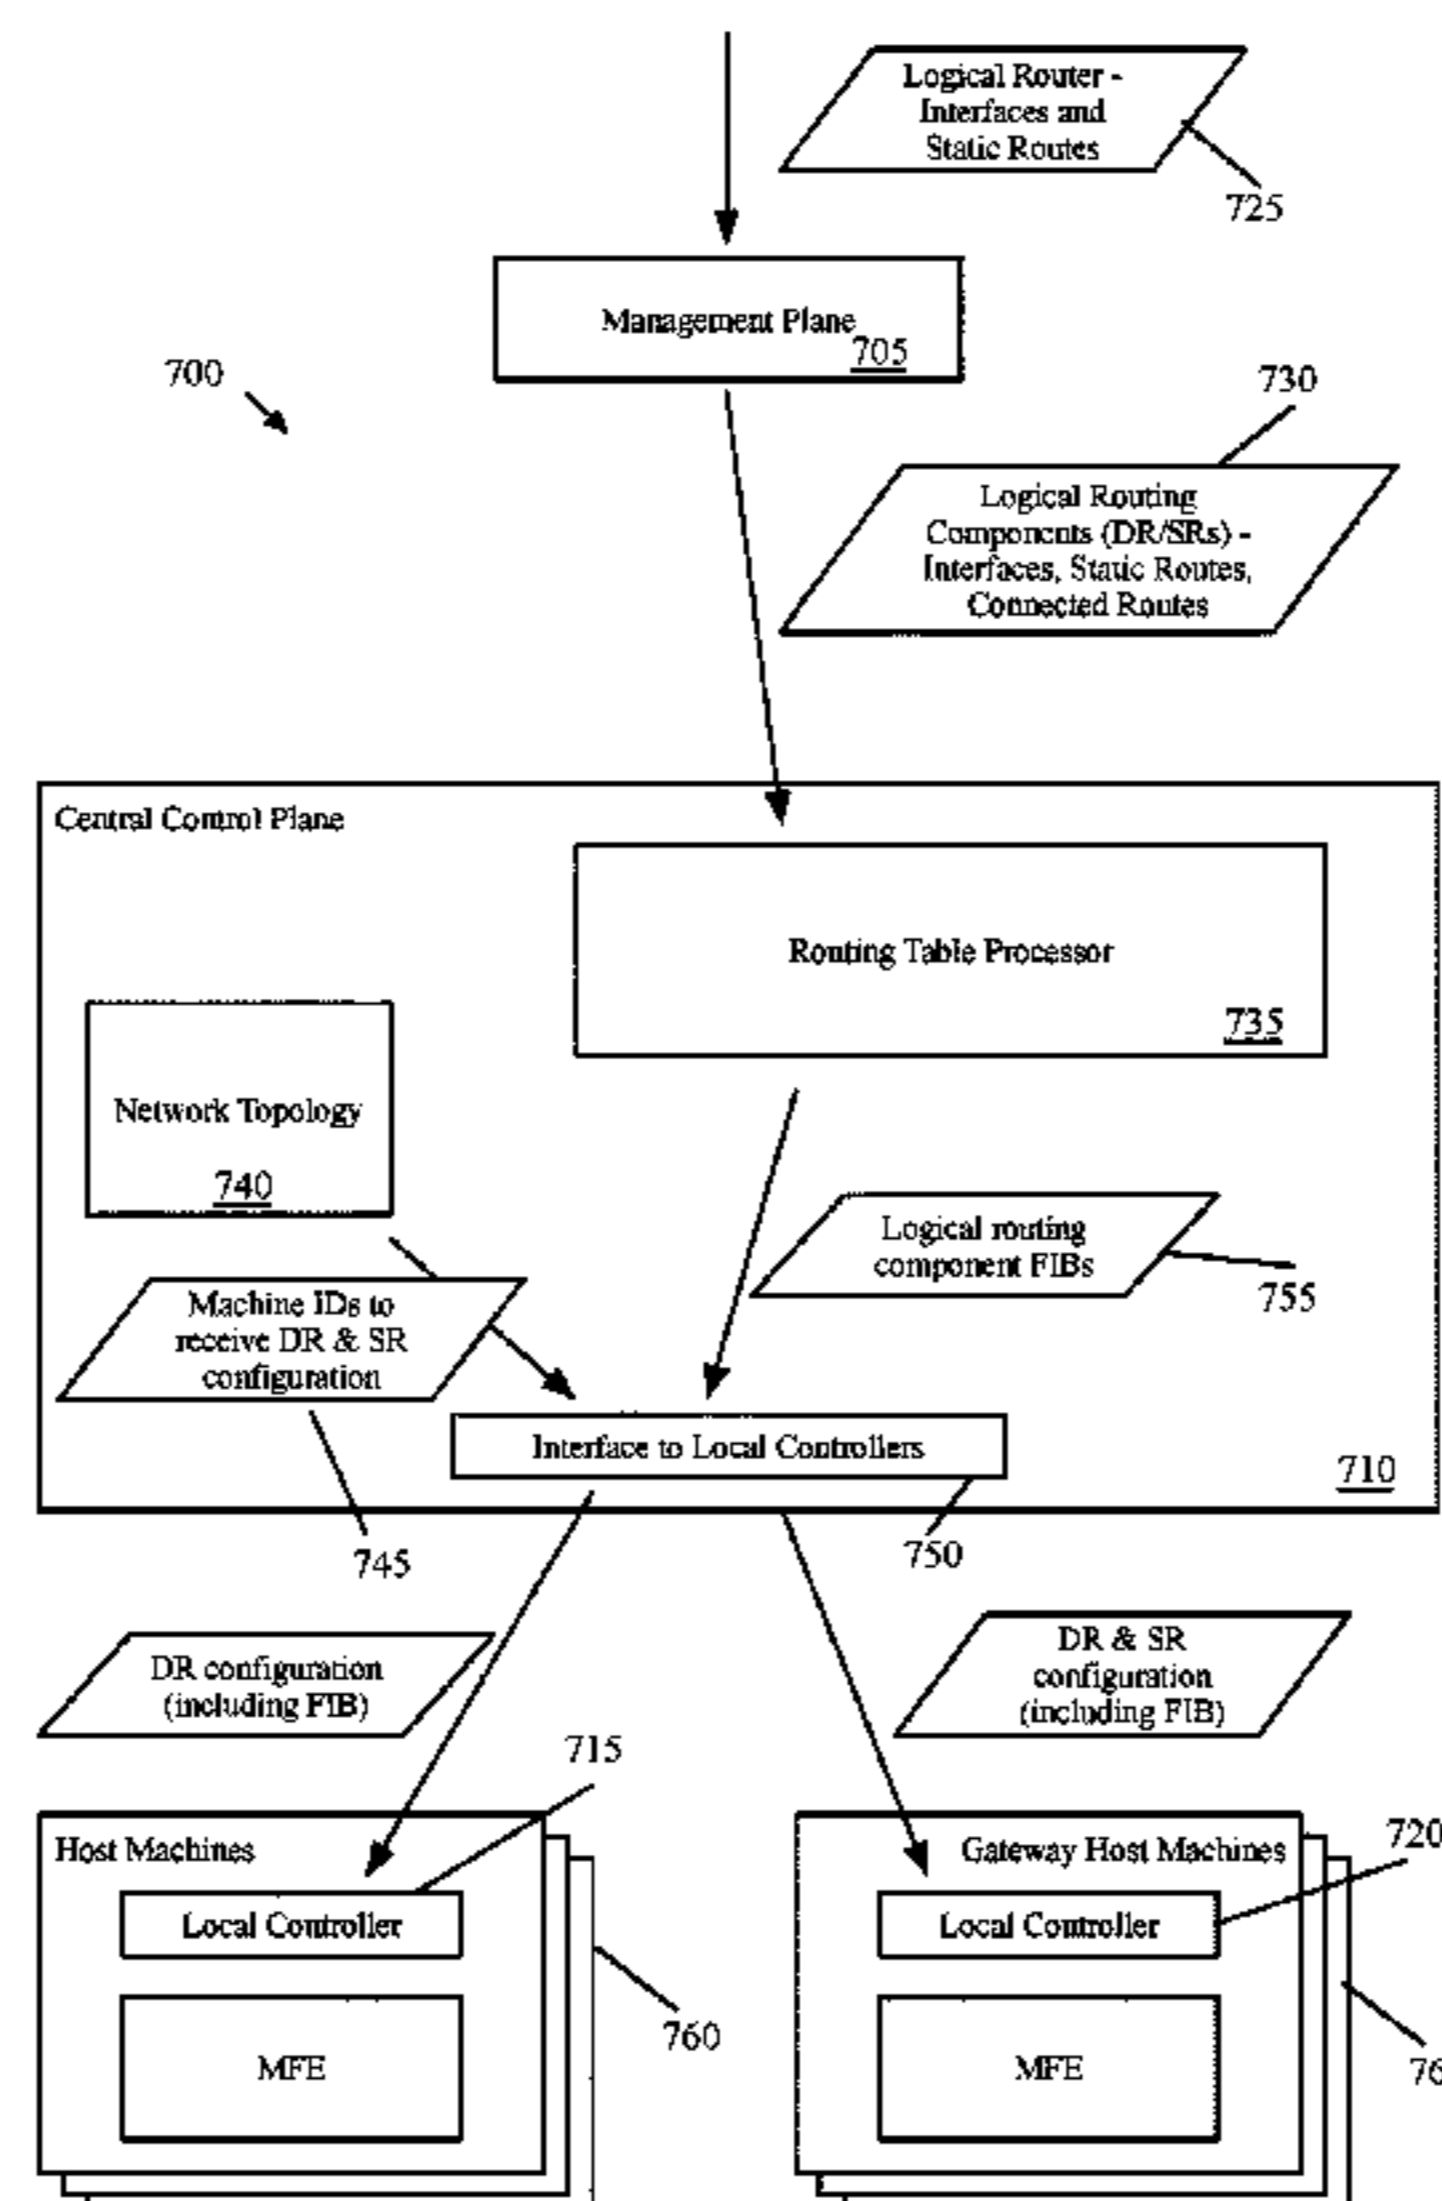 Logical Router -
Interfaces and
Static Routes
725
Management Plane
705
700
730
Logical Routing
Components (DR/SRs) -
Interfaces, Static Routes,
Connected Routes
Central Control Plane
Routing Table Processor
735
Network Topology
740
Logical routing
component FIBs
755
Machine IDs to
receive DR & SR
configuration
Interface to Local Controllers
710
745
750
DR configuration
(including FIB)
DR & SR
configuration
(including FIB)
715
Host Machines
Local Controller
MFE
760
Gateway Host Machines
720
Local Controller
MFE
76